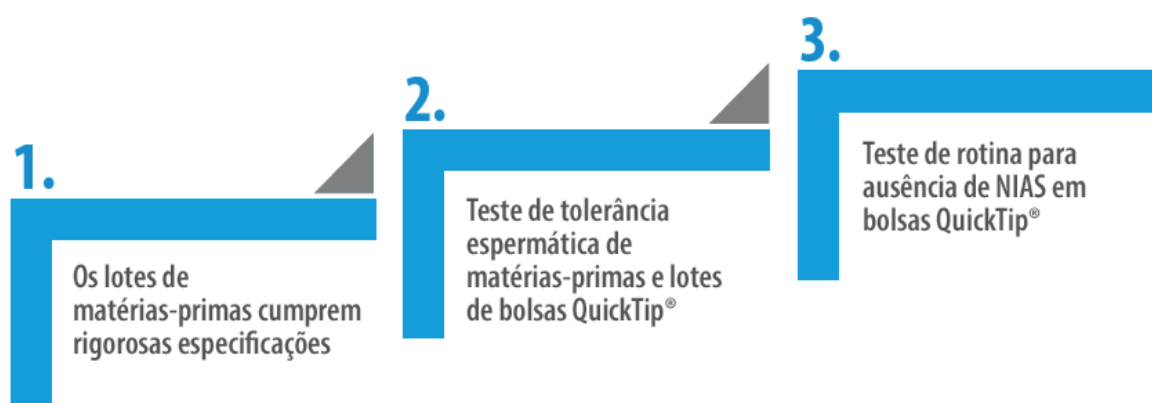 1.
Os lotes de
matérias-primas cumprem
rigorosas especificações
2.
Teste de tolerância
espermática de
matérias-primas e lotes
de bolsas QuickTip®
3.
Teste de rotina para
ausência de NIAS em
bolsas QuickTip®